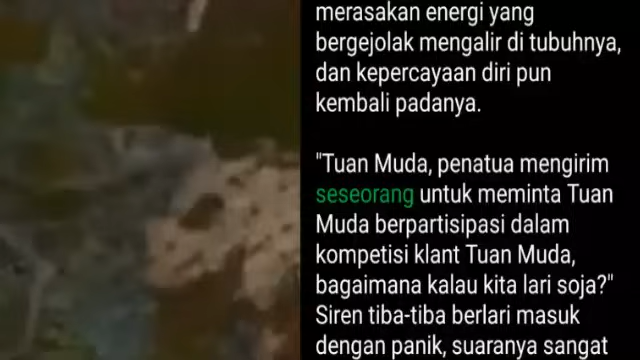 merasakan energi yang
bergejolak mengalir di tubuhnya,
dan kepercayaan diri pun
kembali padanya.
"Tuan Muda, penatua mengirim
seseorang untuk meminta Tuan
Muda berpartisipasi dalam
kompetisi klant Tuan Muda,
bagaimana kalau kita lari soja?"
Siren tiba-tiba berlari masuk
dengan panik, suaranya sangat